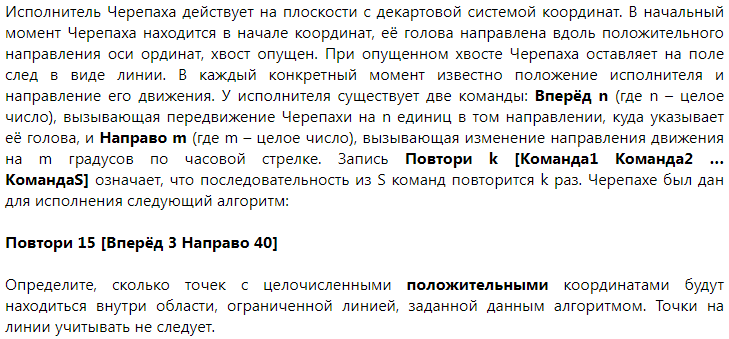 Исполнитель Черепаха действует на плоскости с декартовой системой координат. В начальный
момент Черепаха находится в начале координат, её голова направлена вдоль положительного
направления оси ординат, хвост опущен. При опущенном хвосте Черепаха оставляет на поле
след в виде линии. В каждый конкретный момент известно положение исполнителя и
направление его движения. У исполнителя существует две команды: Вперёд n (где n – целое
число), вызывающая передвижение Черепахи на n единиц в том направлении, куда указывает
её голова, и Направо m (где m – целое число), вызывающая изменение направления движения
на m градусов по часовой стрелке. Запись Повтори k [Команда1 Команда2 ...
КомандаS] означает, что последовательность из S команд повторится k раз. Черепахе был дан
для исполнения следующий алгоритм:
Повтори 15 [Вперёд 3 Направо 40]
Определите, сколько точек с целочисленными положительными координатами будут
находиться внутри области, ограниченной линией, заданной данным алгоритмом. Точки на
линии учитывать не следует.